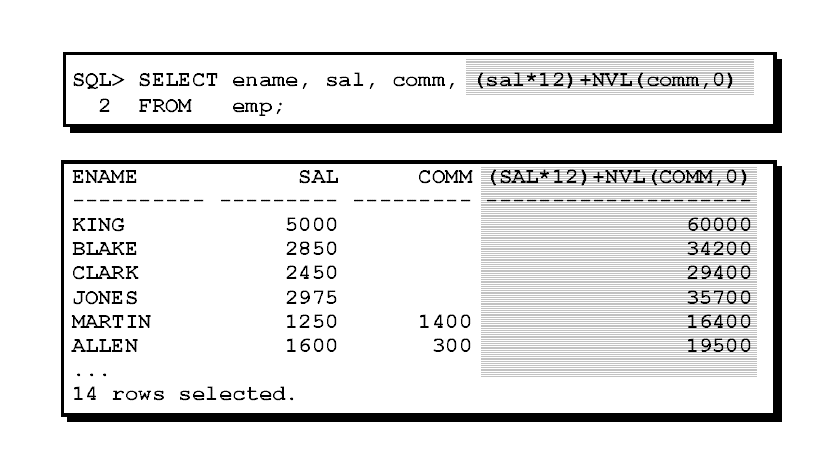 SQL> SELECT ename, sal, comm, (sal*12)+NVL(comm,0)
2 FROM emp;
ENAME SAL COMM (SAL*12)+NVL(COMM,0)
---------- --------- --------- --------------------
KING 5000 60000
BLAKE 2850 34200
CLARK 2450 29400
JONES 2975 35700
MARTIN 1250 1400 16400
ALLEN 1600 300 19500
...
14 rows selected.